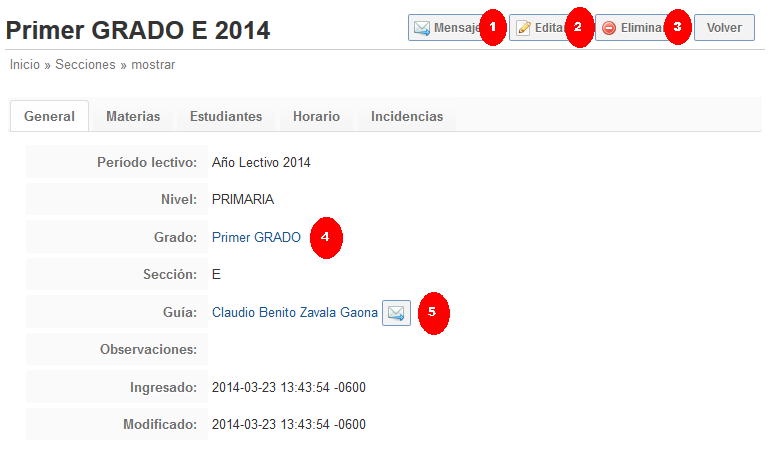 Primer GRADO E 2014
Mensaje 1 Edita 2 Elimina 3 Volver
Inicio » Secciones » mostrar
General Materias Estudiantes Horario Incidencias
Período lectivo: Año Lectivo 2014
Nivel: PRIMARIA
Grado: Primer GRADO 4
Sección: E
Guía: Claudio Benito Zavala Gaona 5
Observaciones:
Ingresado: 2014-03-23 13:43:54 -0600
Modificado: 2014-03-23 13:43:54 -0600